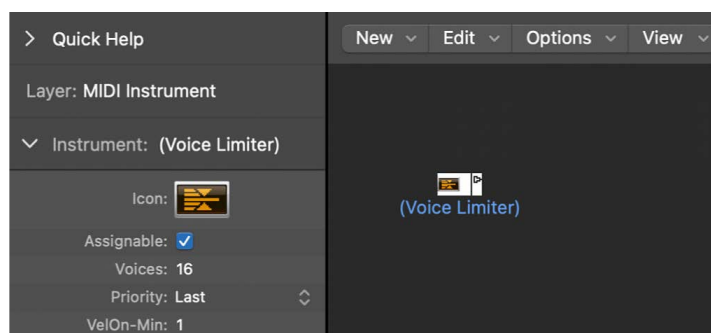 Quick Help
New Edit Options View
Layer: MIDI Instrument
Instrument: (Voice Limiter)
Icon:
Assignable:
Voices: 16
Priority: Last
VelOn-Min: 1
(Voice Limiter)